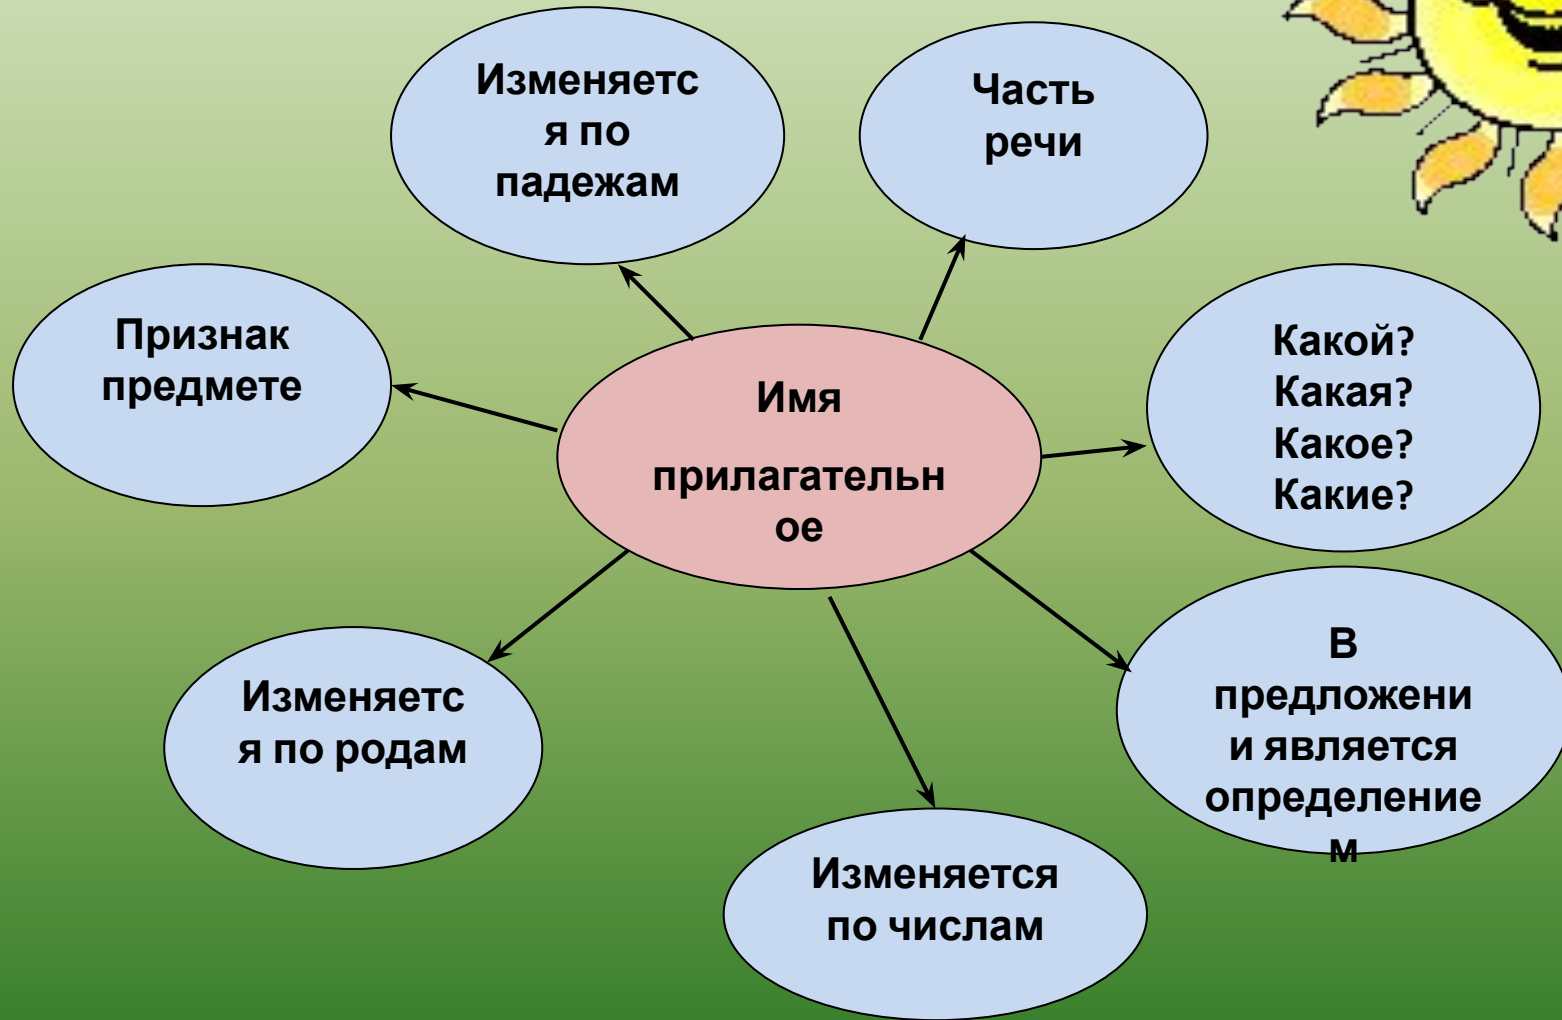 Изменяетс
я по
падежам
Часть
речи
Признак
предмете
Имя
прилагательн
ое
Какой?
Какая?
Какое?
Какие?
Изменяетс
я по родам
В
предложени
и является
определение
м
Изменяется
по числам